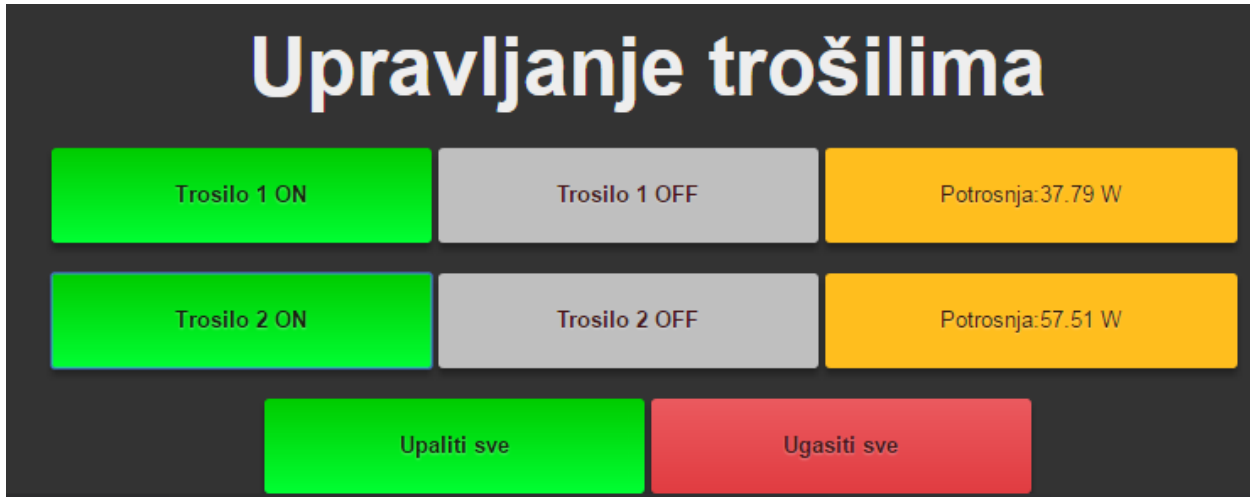 Upravljanje trošilima
Trosilo 1 ON
Trosilo 1 OFF
Potrosnja:37.79 W
Trosilo 2 ON
Trosilo 2 OFF
Potrosnja:57.51 W
Upaliti sve
Ugasiti sve